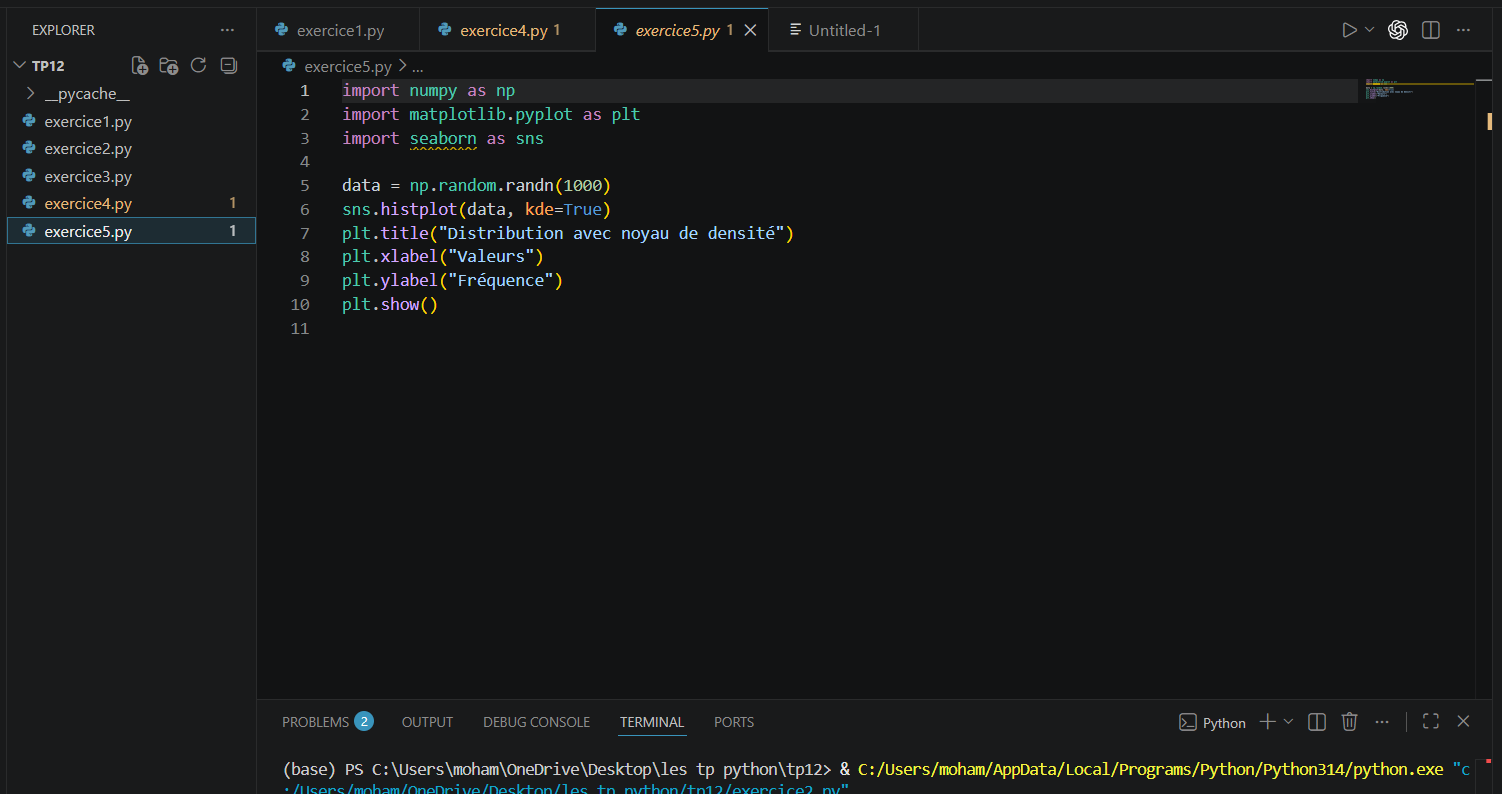 EXPLORER
TP12
__pycache__
exercice1.py
exercice2.py
exercice3.py
exercice4.py 1
exercice5.py 1
exercice1.py exercice4.py 1 exercice5.py 1 Untitled-1
exercice5.py > ...
1 import numpy as np
2 import matplotlib.pyplot as plt
3 import seaborn as sns
4
5 data = np.random.randn(1000)
6 sns.histplot(data, kde=True)
7 plt.title("Distribution avec noyau de densité")
8 plt.xlabel("Valeurs")
9 plt.ylabel("Fréquence")
10 plt.show()
11
PROBLEMS 2 OUTPUT DEBUG CONSOLE TERMINAL PORTS Python
(base) PS C:\Users\moham\OneDrive\Desktop\les tp python\tp12> & C:/Users/moham/AppData/Local/Programs/Python/Python314/python.exe "c
:/Users/moham/OneDrive/Desktop/les tp python/tp12/exercice2.py"